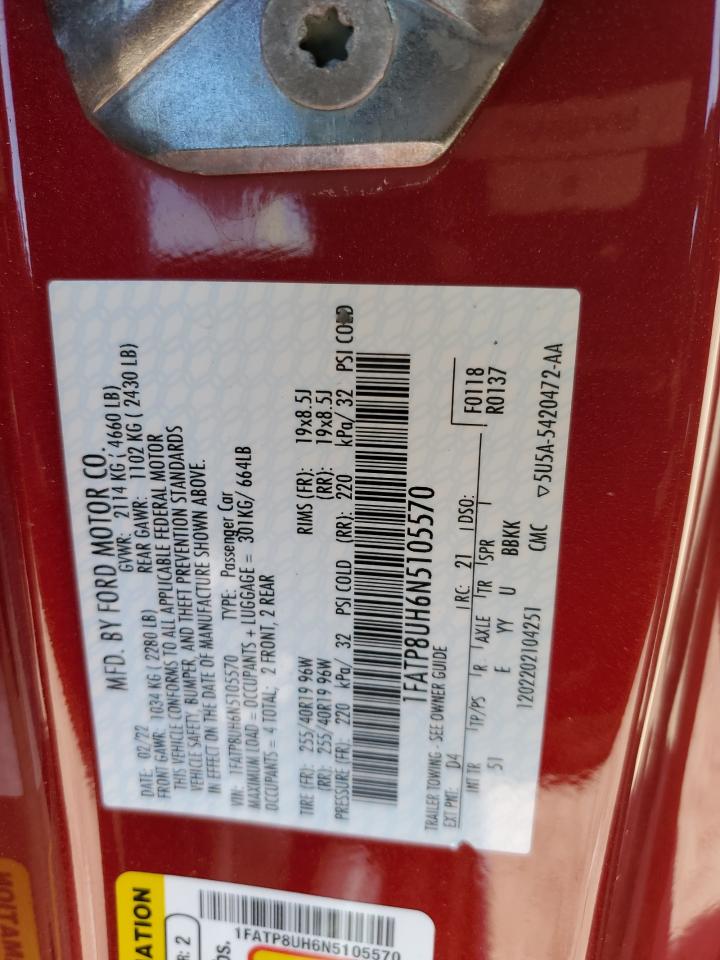 MFD. BY FORD MOTOR CO.
DATE: 02/22 GVWR: 2114 KG ( 4660 LB)
FRONT GAWR: 1034 KG ( 2280 LB) REAR GAWR: 1102 KG ( 2430 LB)
THIS VEHICLE CONFORMS TO ALL APPLICABLE FEDERAL MOTOR
VEHICLE SAFETY, BUMPER, AND THEFT PREVENTION STANDARDS
IN EFFECT ON THE DATE OF MANUFACTURE SHOWN ABOVE.
VIN: 1FATP8UH6N5105570 TYPE: Passenger Car
MAXIMUM LOAD = OCCUPANTS + LUGGAGE = 301KG/ 664LB
OCCUPANTS = 4 TOTAL; 2 FRONT, 2 REAR
TIRE (FR): 255/40R19 96W RIMS (FR): 19x8.5J
(RR): 255/40R19 96W (RR): 19x8.5J
PRESSURE (FR): 220 kPa/ 32 PSI COLD (RR): 220 kPa/ 32 PSI COLD
1FATP8UH6N5105570
TRAILER TOWING - SEE OWNER GUIDE
EXT PNT: D4 RC: 21 DSO: F0118
R0137
INT TR TP/PS R AXLE TR SPR
51 E YY U BBKK
1202202104251 CMC ▽5U5A-5420472-AA
ATION
R: 2
os.
1FATP8UH6N5105570